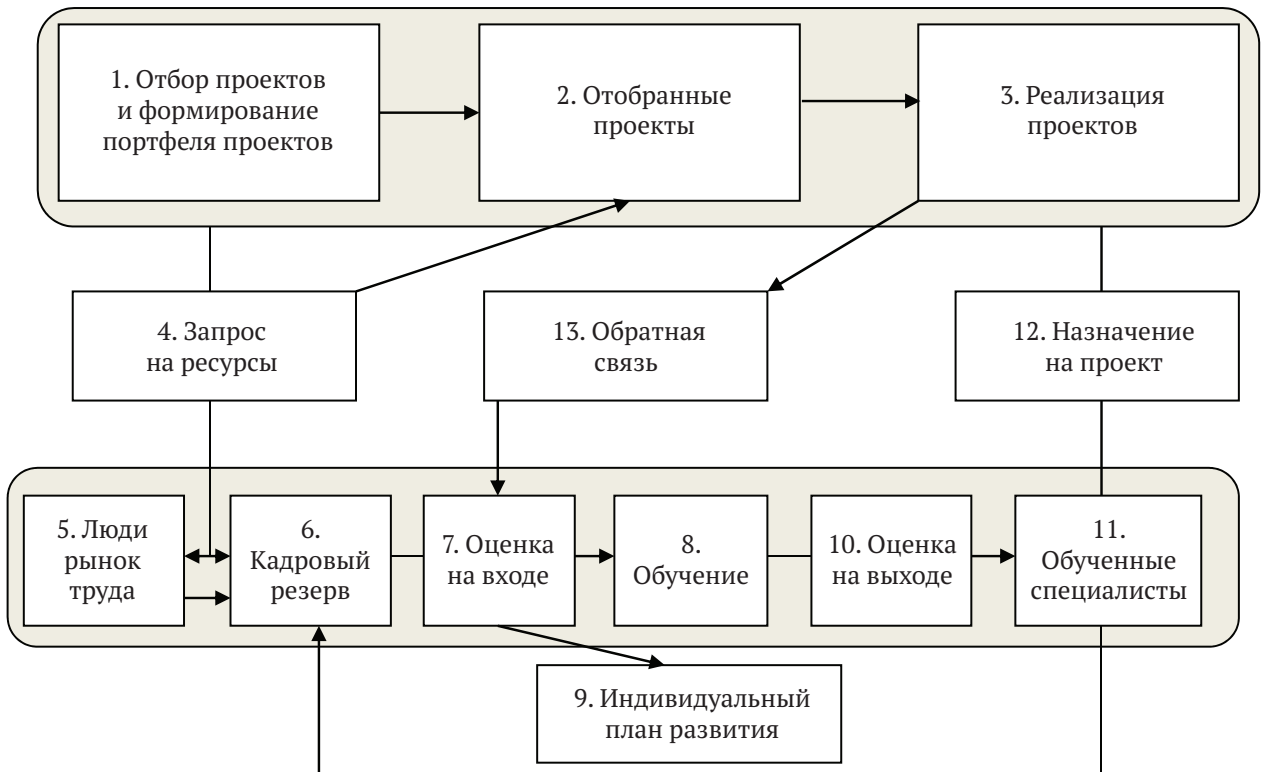 1. Отбор проектов
и формирование
портфеля проектов
2. Отобранные
проекты
3. Реализация
проектов
4. Запрос
на ресурсы
13. Обратная
связь
12. Назначение
на проект
5. Люди
рынок
труда
6.
Кадровый
резерв
7. Оценка
на входе
8.
Обучение
10. Оценка
на выходе
11.
Обученные
специалисты
9. Индивидуальный
план развития